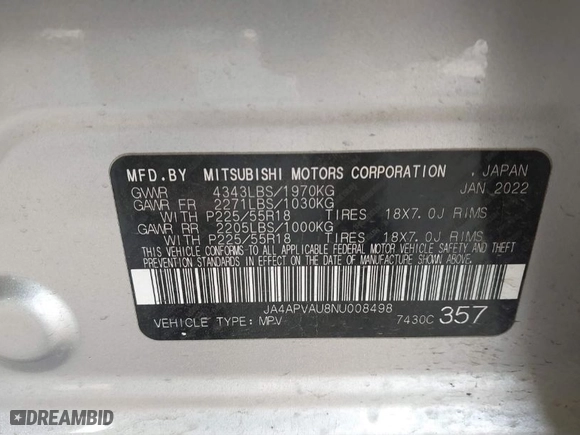 MFD.BY MITSUBISHI MOTORS CORPORATION , JAPAN
GVWR 4343LBS/1970KG JAN 2022
GAWR FR 2271LBS/1030KG
WITH P225/55R18 TIRES 18X7.0J RIMS
GAWR RR 2205LBS/1000KG
WITH P225/55R18 TIRES 18X7.0J RIMS
THIS VEHICLE CONFORMS TO ALL APPLICABLE FEDERAL MOTOR VEHICLE SAFETY AND THEFT
PREVENTION STANDARDS IN EFFECT ON THE DATE OF MANUFACTURE SHOWN ABOVE.
JA4APVAU8NU008498
VEHICLE TYPE: MPV 7430C 357
DREAMBID